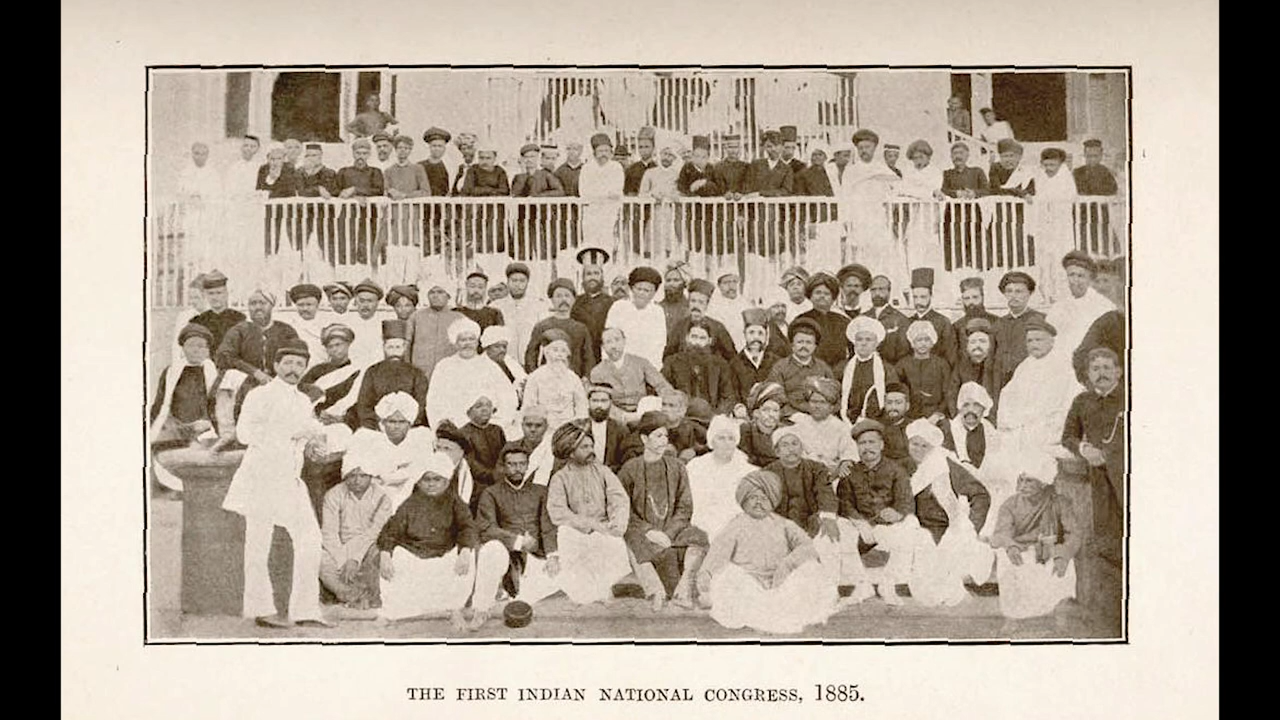 THE FIRST INDIAN NATIONAL CONGRESS, 1885.